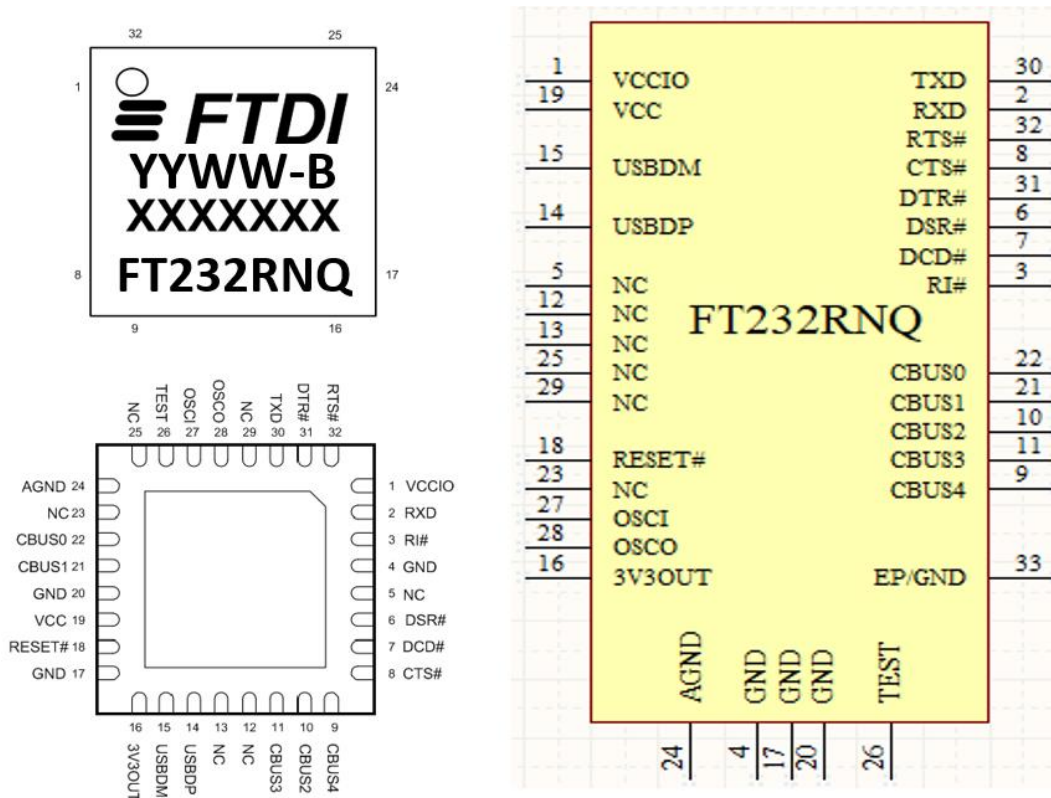 32 25
1 24
FTDI
YYWW-B
XXXXXXX
FT232RNQ
8 17
9 16
NC TEST OSCI OSCO NC TXD DTR# RTS#
25 26 27 28 29 30 31 32
AGND 24
NC 23
CBUS0 22
CBUS1 21
GND 20
VCC 19
RESET# 18
GND 17
1 VCCIO
2 RXD
3 RI#
4 GND
5 NC
6 DSR#
7 DCD#
8 CTS#
16 15 14 13 12 11 10 9
3V3OUT USBDM USBDP NC NC CBUS3 CBUS2 CBUS4
1 VCCIO
19 VCC
15 USBDM
14 USBDP
5 NC
12 NC
13 NC
25 NC
29 NC
18 RESET#
23 NC
27 OSCI
28 OSCO
16 3V3OUT
FT232RNQ
TXD 30
RXD 2
RTS# 32
CTS# 8
DTR# 31
DSR# 6
DCD# 7
RI# 3
CBUS0 22
CBUS1 21
CBUS2 10
CBUS3 11
CBUS4 9
EP/GND 33
AGND GND GND GND TEST
24 4 17 20 26